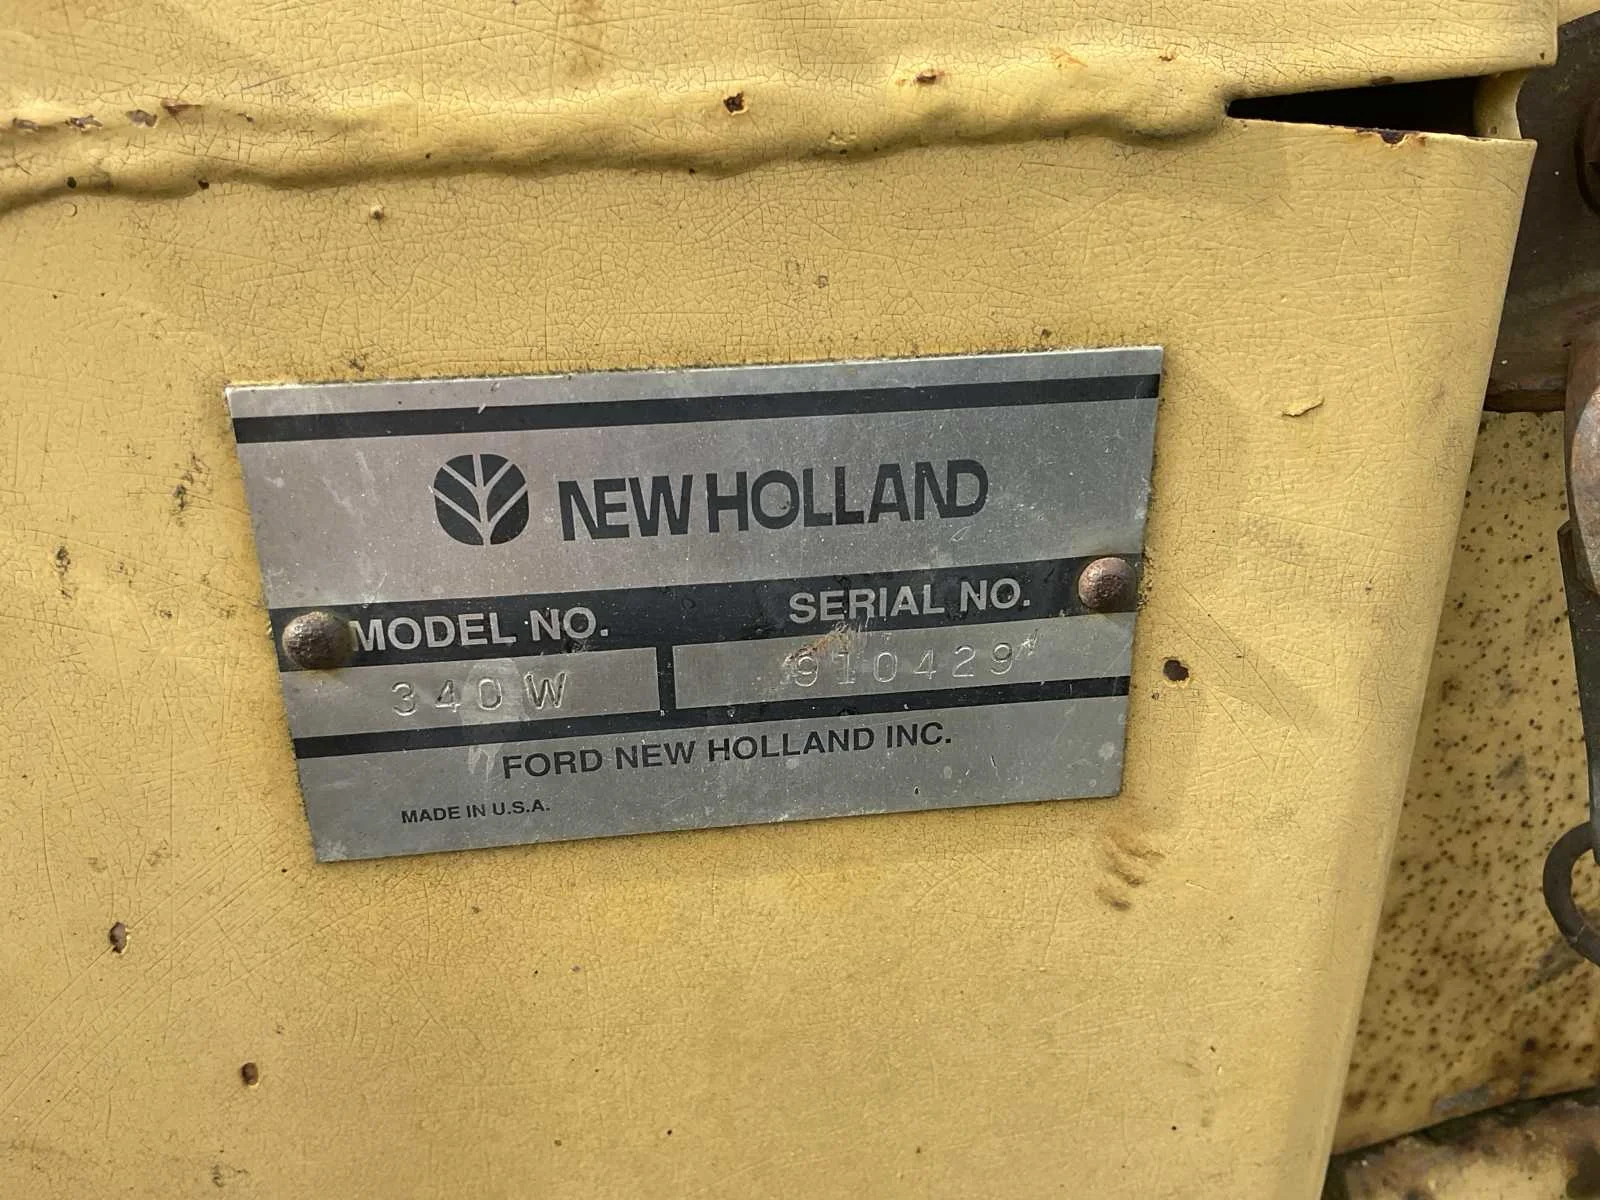 NEW HOLLAND
MODEL NO. SERIAL NO.
340W 910429
FORD NEW HOLLAND INC.
MADE IN U.S.A.